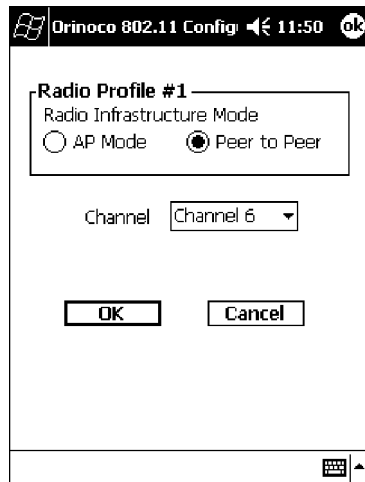 Orinoco 802.11 Config 11:50 ok
Radio Profile #1
Radio Infrastructure Mode
AP Mode Peer to Peer
Channel Channel 6
OK Cancel